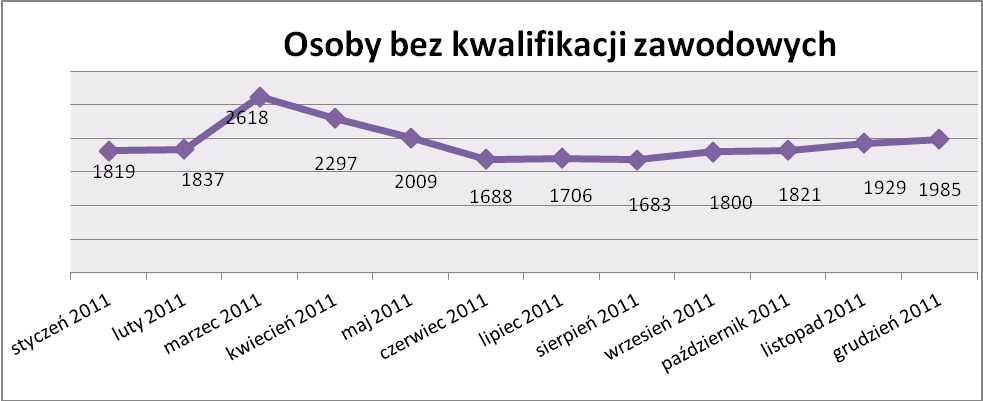 Osoby bez kwalifikacji zawodowych
1819
1837
2618
2297
2009
1688
1706
1683
1800
1821
1929
1985
styczeń 2011
luty 2011
marzec 2011
kwiecień 2011
maj 2011
czerwiec 2011
lipiec 2011
sierpień 2011
wrzesień 2011
październik 2011
listopad 2011
grudzień 2011